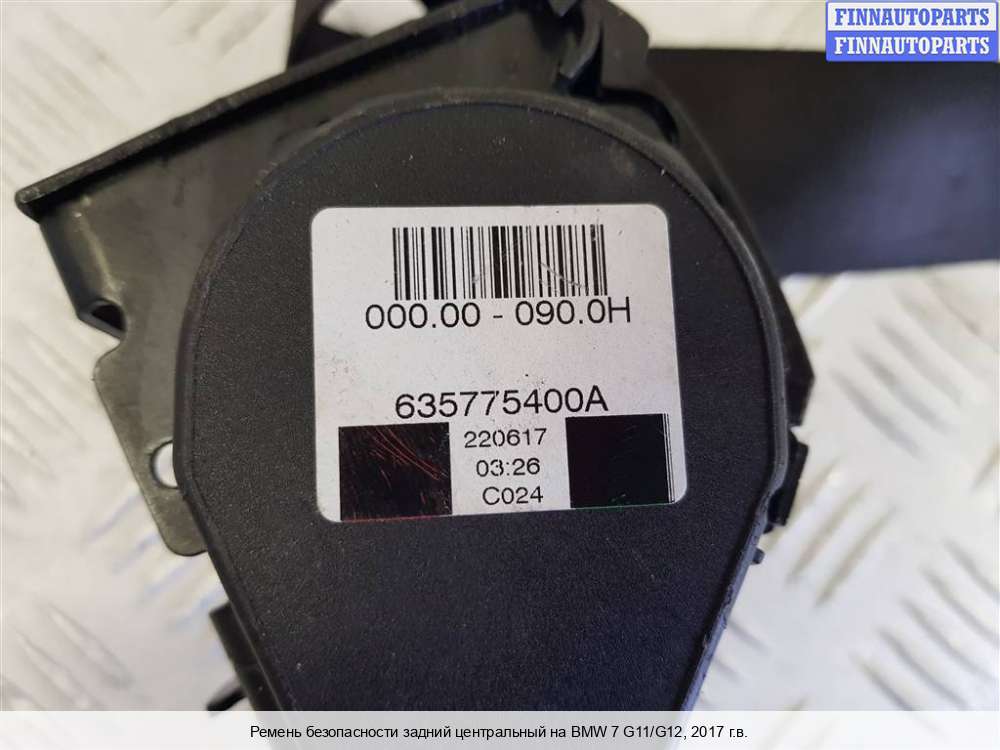 FINNAUTOPARTS
FINNAUTOPARTS
000.00 - 090.0H
635775400A
220617
03:26
C024
Ремень безопасности задний центральный на BMW 7 G11/G12, 2017 г.в.